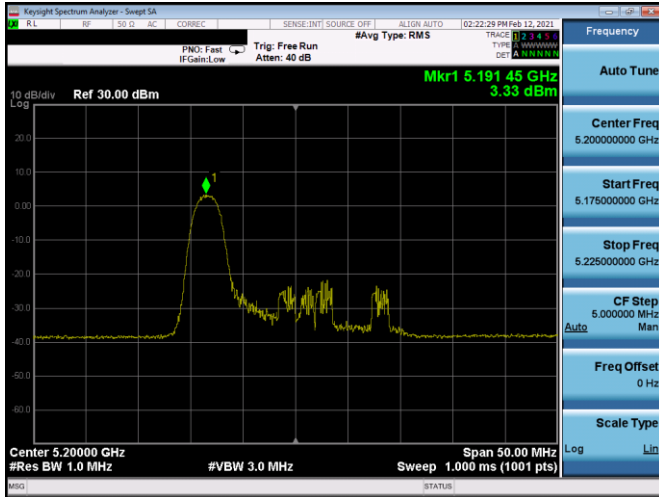 Keysight Spectrum Analyzer - Swept SA
RL RF 50 Ω AC CORREC SENSE:INT SOURCE OFF ALIGN AUTO 02:22:29 PM Feb 12, 2021
#Avg Type: RMS
TRACE 1 2 3 4 5 6
TYPE A WWWWW
DET A N N N N N
PNO: Fast Trig: Free Run
IFGain:Low Atten: 40 dB
Mkr1 5.191 45 GHz
3.33 dBm
10 dB/div Ref 30.00 dBm
Log
20.0
10.0
0.00
-10.0
-20.0
-30.0
-40.0
-50.0
-60.0
1
Center 5.20000 GHz Span 50.00 MHz
#Res BW 1.0 MHz #VBW 3.0 MHz Sweep 1.000 ms (1001 pts)
MSG STATUS
Frequency
Auto Tune
Center Freq
5.200000000 GHz
Start Freq
5.175000000 GHz
Stop Freq
5.225000000 GHz
CF Step
5.000000 MHz
Auto Man
Freq Offset
0 Hz
Scale Type
Log Lin